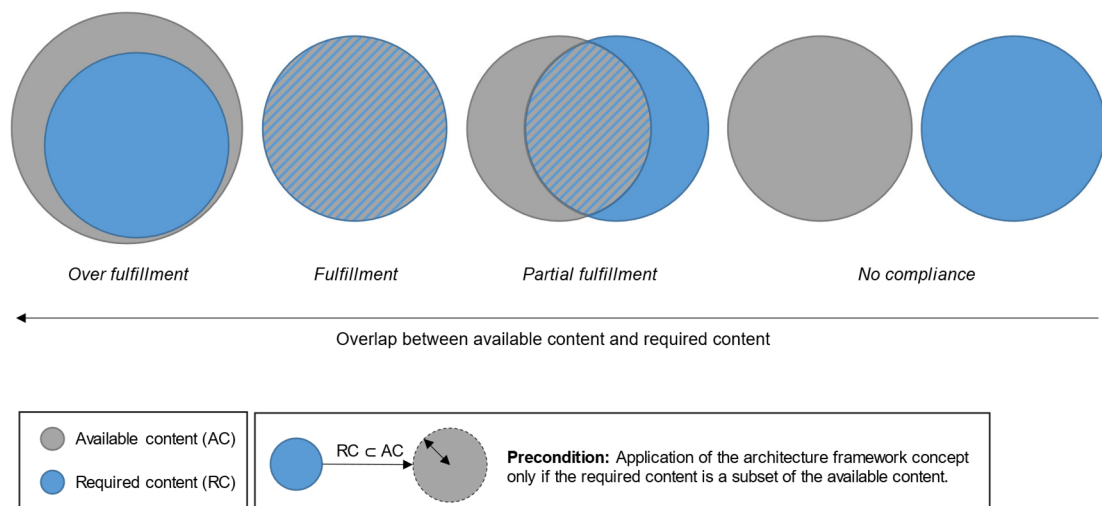 Over fulfillment
Fulfillment
Partial fulfillment
No compliance
Overlap between available content and required content
Available content (AC)
Required content (RC)
RC ⊂ AC
Precondition: Application of the architecture framework concept
only if the required content is a subset of the available content.